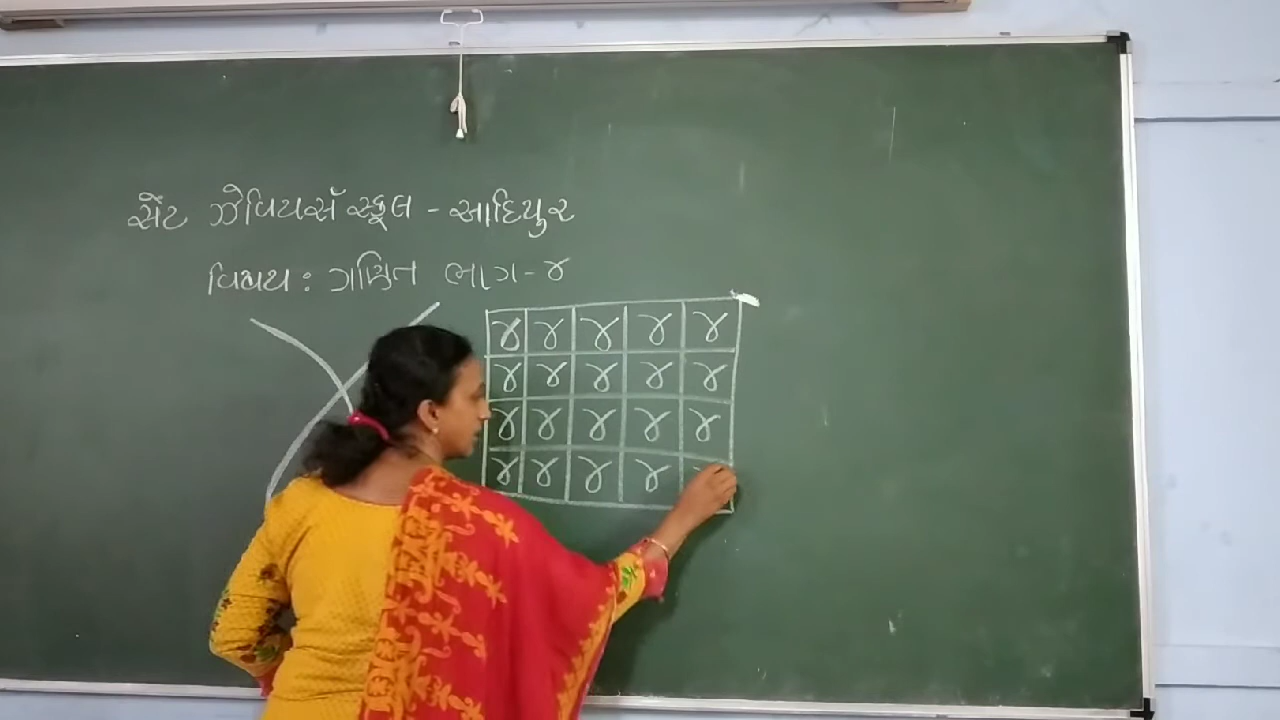 સેંટ ઝેવિયર્સ સ્કૂલ - આદિપુર
વિષય : ગણિત ભાગ - ૪
૪ ૪ ૪ ૪ ૪
૪ ૪ ૪ ૪ ૪
૪ ૪ ૪ ૪ ૪
૪ ૪ ૪ ૪